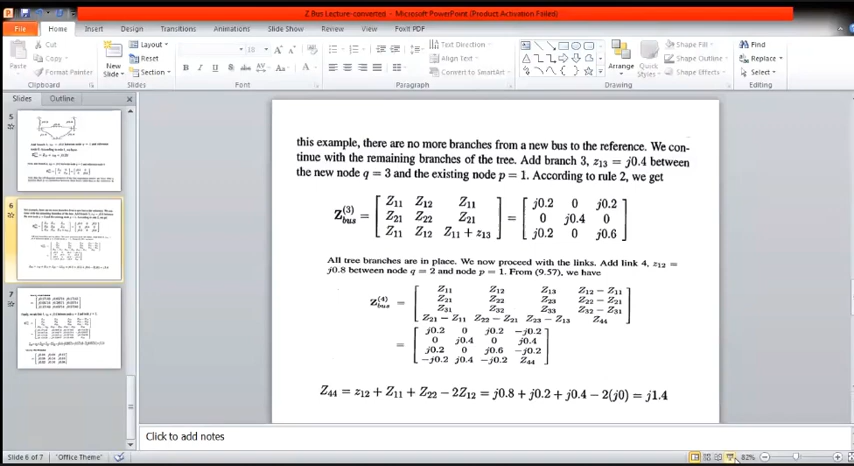 Z Bus Lecture-converted - Microsoft PowerPoint (Product Activation Failed)
File Home Insert Design Transitions Animations Slide Show Review View Foxit PDF
Cut
Copy
Format Painter
Clipboard
New Slide
Layout
Reset
Section
Slides
Font
Paragraph
Text Direction
Align Text
Convert to SmartArt
Drawing
Arrange
Quick Styles
Shape Fill
Shape Outline
Shape Effects
Find
Replace
Select
Editing
Slides Outline
5
6
7
this example, there are no more branches from a new bus to the reference. We con-
tinue with the remaining branches of the tree. Add branch 3, z13 = j0.4 between
the new node q = 3 and the existing node p = 1. According to rule 2, we get
Z(3)bus = [ Z11 Z12 Z11 ; Z21 Z22 Z21 ; Z11 Z12 Z11 + z13 ] = [ j0.2 0 j0.2 ; 0 j0.4 0 ; j0.2 0 j0.6 ]
All tree branches are in place. We now proceed with the links. Add link 4, z12 =
j0.8 between node q = 2 and node p = 1. From (9.57), we have
Z(4)bus = [ Z11 Z12 Z13 Z12 − Z11 ; Z21 Z22 Z23 Z22 − Z21 ; Z31 Z32 Z33 Z32 − Z31 ; Z21 − Z11 Z22 − Z12 Z23 − Z13 Z44 ]
= [ j0.2 0 j0.2 −j0.2 ; 0 j0.4 0 j0.4 ; j0.2 0 j0.6 −j0.2 ; −j0.2 j0.4 −j0.2 Z44 ]
Z44 = z12 + Z11 + Z22 − 2Z12 = j0.8 + j0.2 + j0.4 − 2(j0) = j1.4
Click to add notes
Slide 6 of 7 "Office Theme" 82%